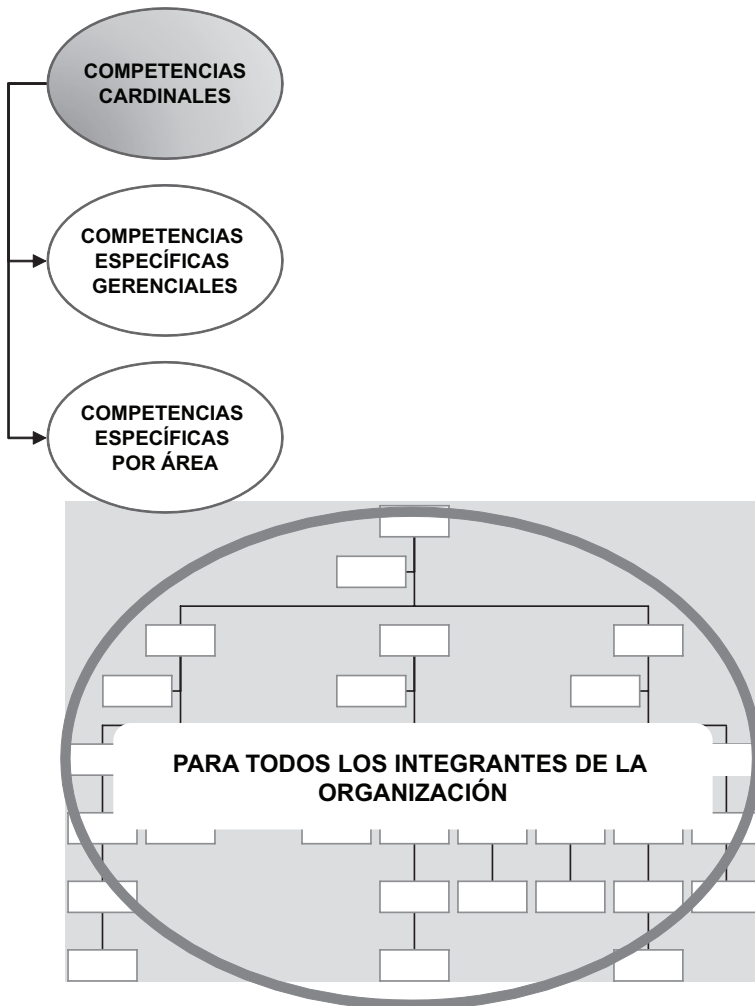 COMPETENCIAS
CARDINALES
COMPETENCIAS
ESPECÍFICAS
GERENCIALES
COMPETENCIAS
ESPECÍFICAS
POR ÁREA
PARA TODOS LOS INTEGRANTES DE LA
ORGANIZACIÓN